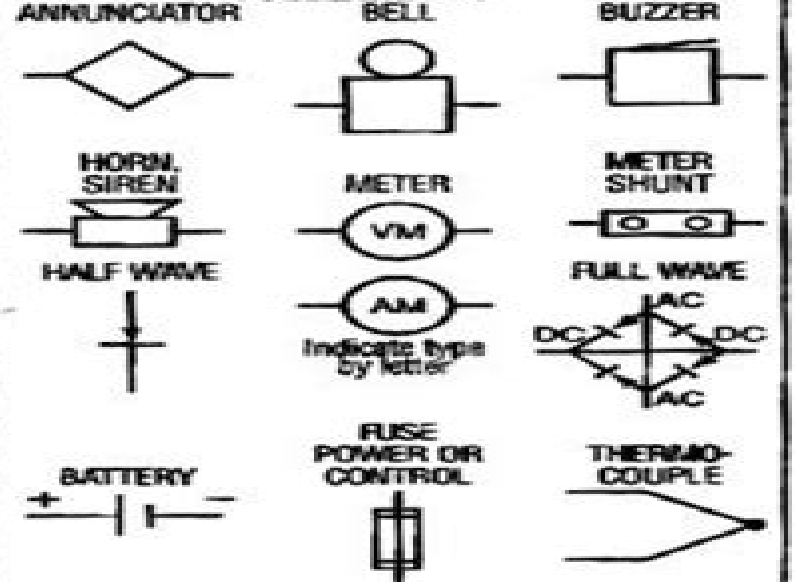 ANNUNCIATOR
BELL
BUZZER
HORN,
SIREN
METER
METER
SHUNT
VM
HALF WAVE
FULL WAVE
AM
Indicate type
by letter
AC
DC
DC
AC
BATTERY
+
−
FUSE
POWER OR
CONTROL
THERMO-
COUPLE